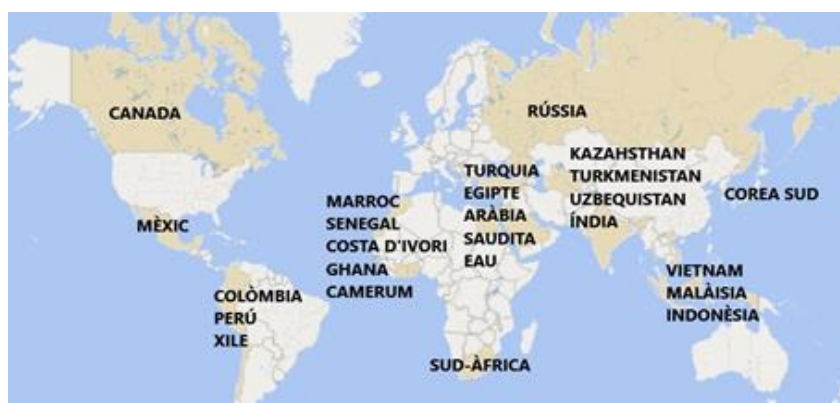 CANADA
RÚSSIA
MÈXIC
COLÒMBIA
PERÚ
XILE
MARROC
SENEGAL
COSTA D'IVORI
GHANA
CAMERUM
TURQUIA
EGIPTE
ARÀBIA
SAUDITA
EAU
SUD-ÀFRICA
KAZAHSTHAN
TURKMENISTAN
UZBEQUISTAN
ÍNDIA
COREA SUD
VIETNAM
MALÀISIA
INDONÈSIA